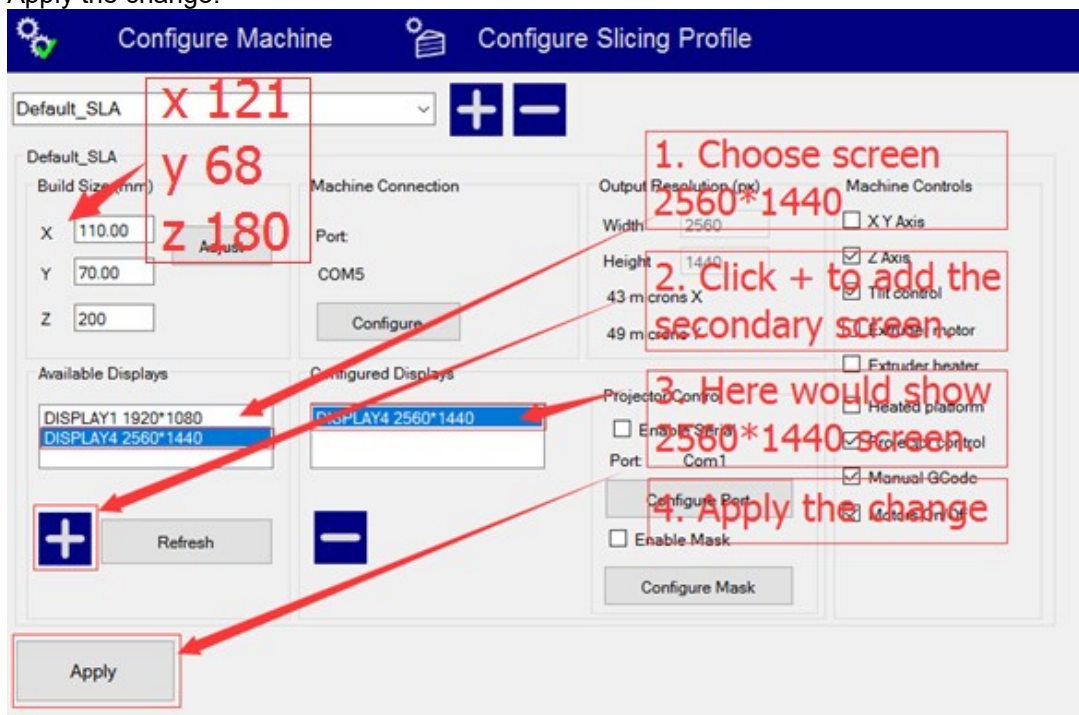 Apply the change.
Configure Machine
Configure Slicing Profile
Default_SLA
x 121
y 68
z 180
Default_SLA
Build Size (mm)
X 110.00
Adjust
Y 70.00
Z 200
Machine Connection
Port:
COM5
Configure
Output Resolution (px)
Width 2560
Height 1440
43 microns X
49 microns Y
Machine Controls
X Y Axis
Z Axis
Tilt control
Extruder motor
Extruder heater
Heated platform
Projector control
Manual GCode
Motors On/Off
1. Choose screen
2560*1440
2. Click + to add the
secondary screen.
3. Here would show
2560*1440 screen.
4. Apply the change
Available Displays
DISPLAY1 1920*1080
DISPLAY4 2560*1440
Refresh
Configured Displays
DISPLAY4 2560*1440
Projector Control
Enable Serial
Port: Com1
Configure Port
Enable Mask
Configure Mask
Apply